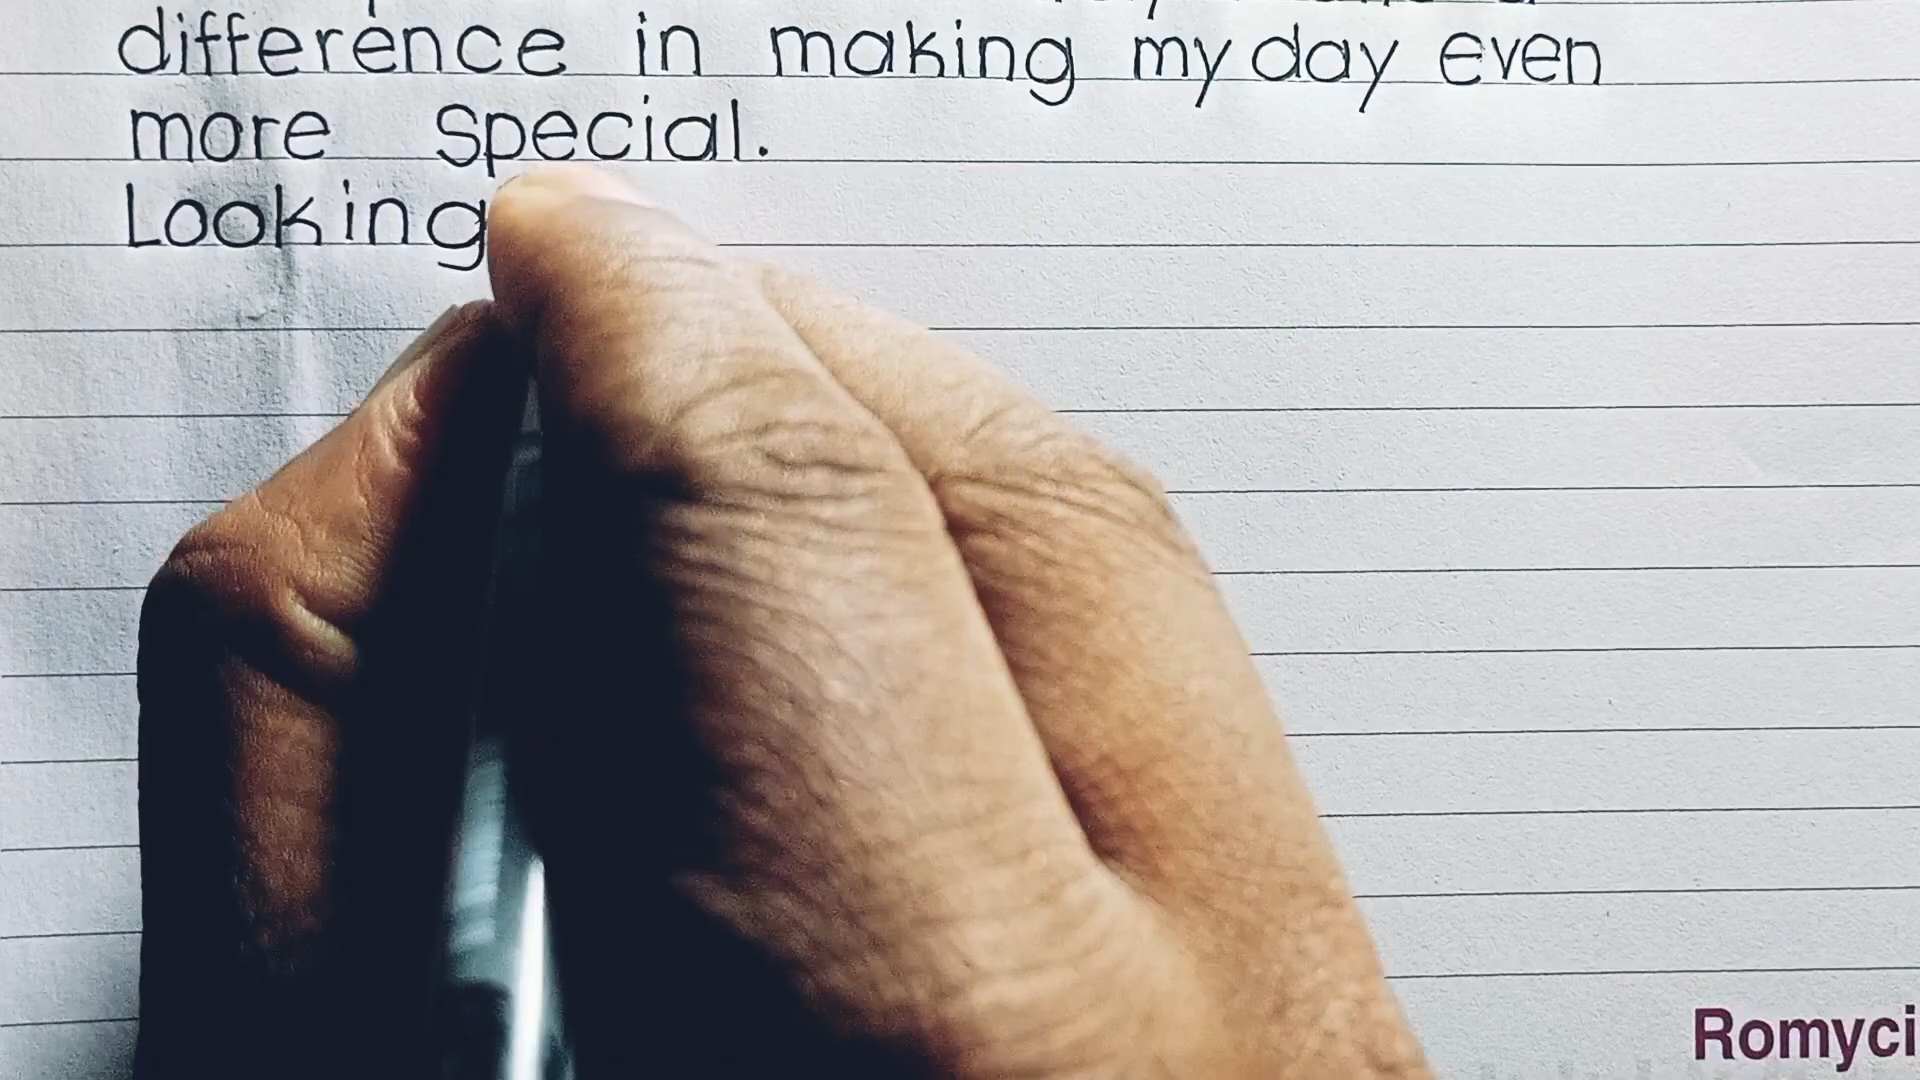 difference in making my day even
more special.
Looking
Romyci